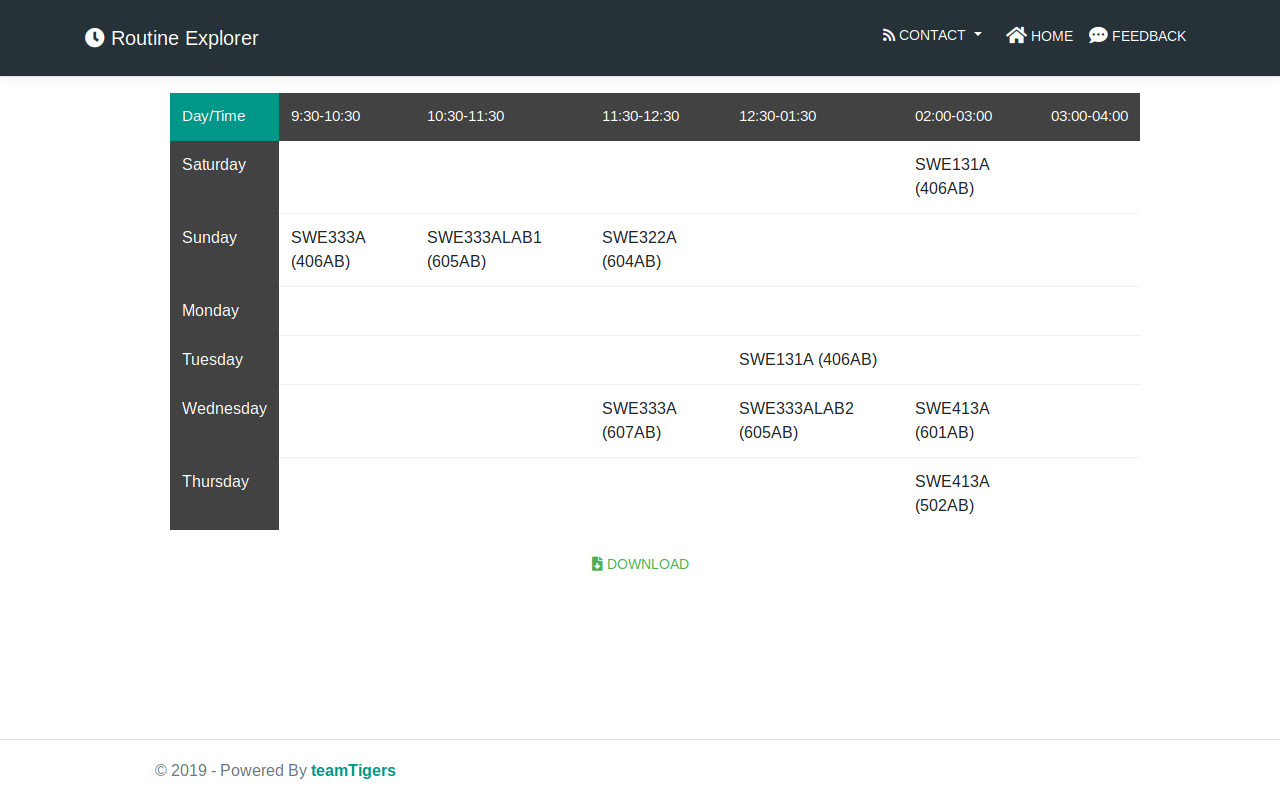 Routine Explorer CONTACT HOME FEEDBACK
Day/Time 9:30-10:30 10:30-11:30 11:30-12:30 12:30-01:30 02:00-03:00 03:00-04:00
Saturday SWE131A
(406AB)
Sunday SWE333A SWE333ALAB1 SWE322A
(406AB) (605AB) (604AB)
Monday
Tuesday SWE131A (406AB)
Wednesday SWE333A SWE333ALAB2 SWE413A
(607AB) (605AB) (601AB)
Thursday SWE413A
(502AB)
DOWNLOAD
© 2019 - Powered By teamTigers